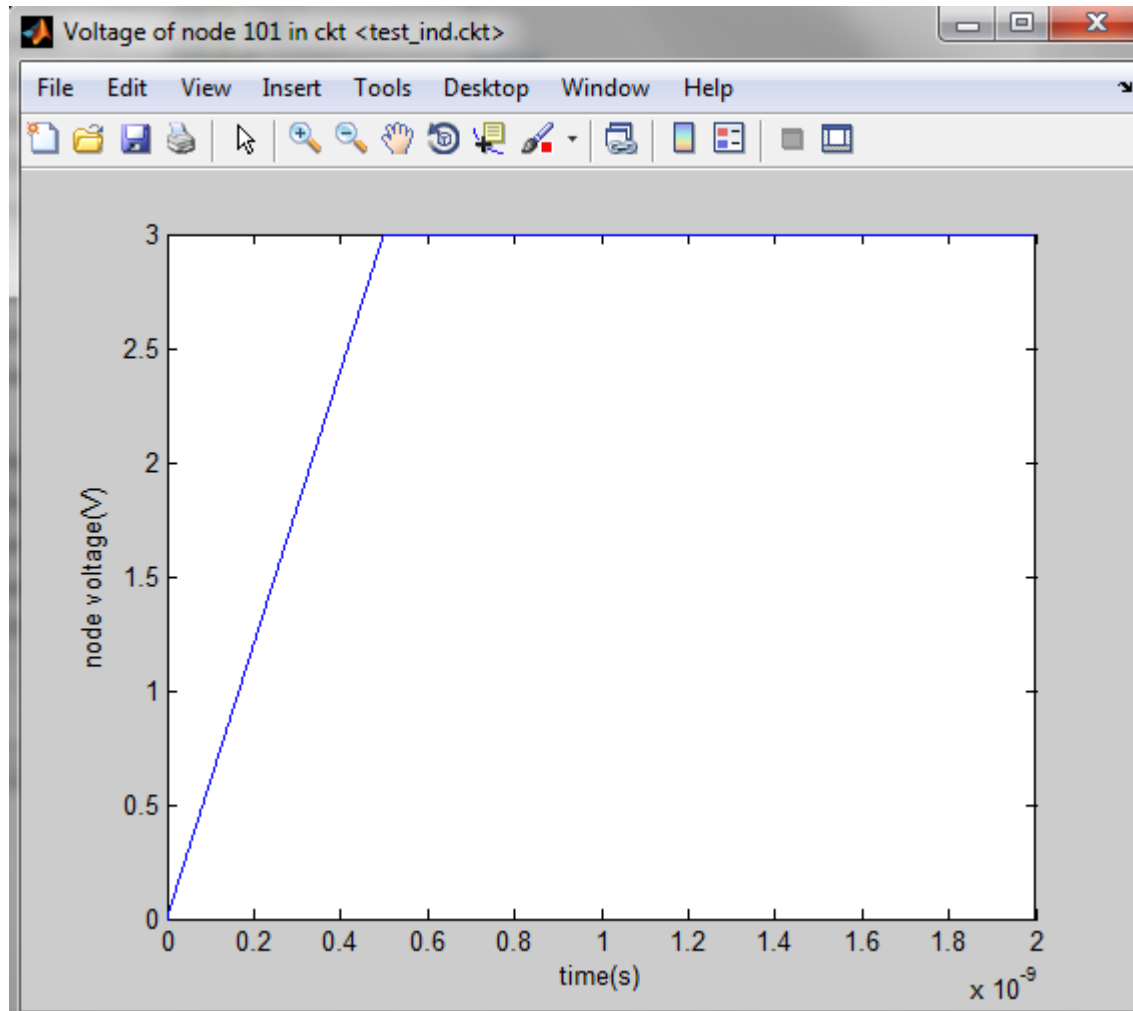 Voltage of node 101 in ckt <test_ind.ckt>
File Edit View Insert Tools Desktop Window Help
3
2.5
2
1.5
1
0.5
0
node voltage(V)
0 0.2 0.4 0.6 0.8 1 1.2 1.4 1.6 1.8 2
time(s)
x 10⁻⁹